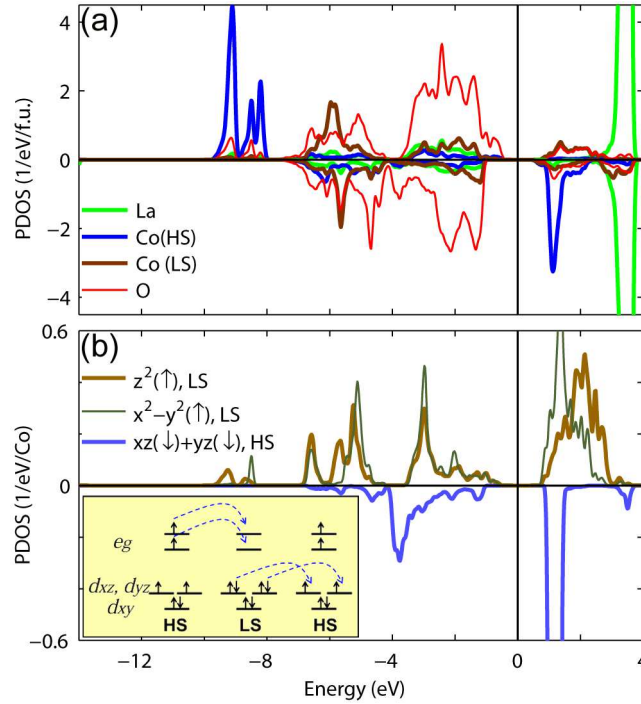 (a)
PDOS (1/eV/f.u.)
4
2
0
−2
−4
La
Co(HS)
Co (LS)
O
(b)
PDOS (1/eV/Co)
0.6
0
−0.6
z²(↑), LS
x²−y²(↑), LS
xz(↓)+yz(↓), HS
eg
dxz, dyz
dxy
HS LS HS
−12 −8 −4 0 4
Energy (eV)